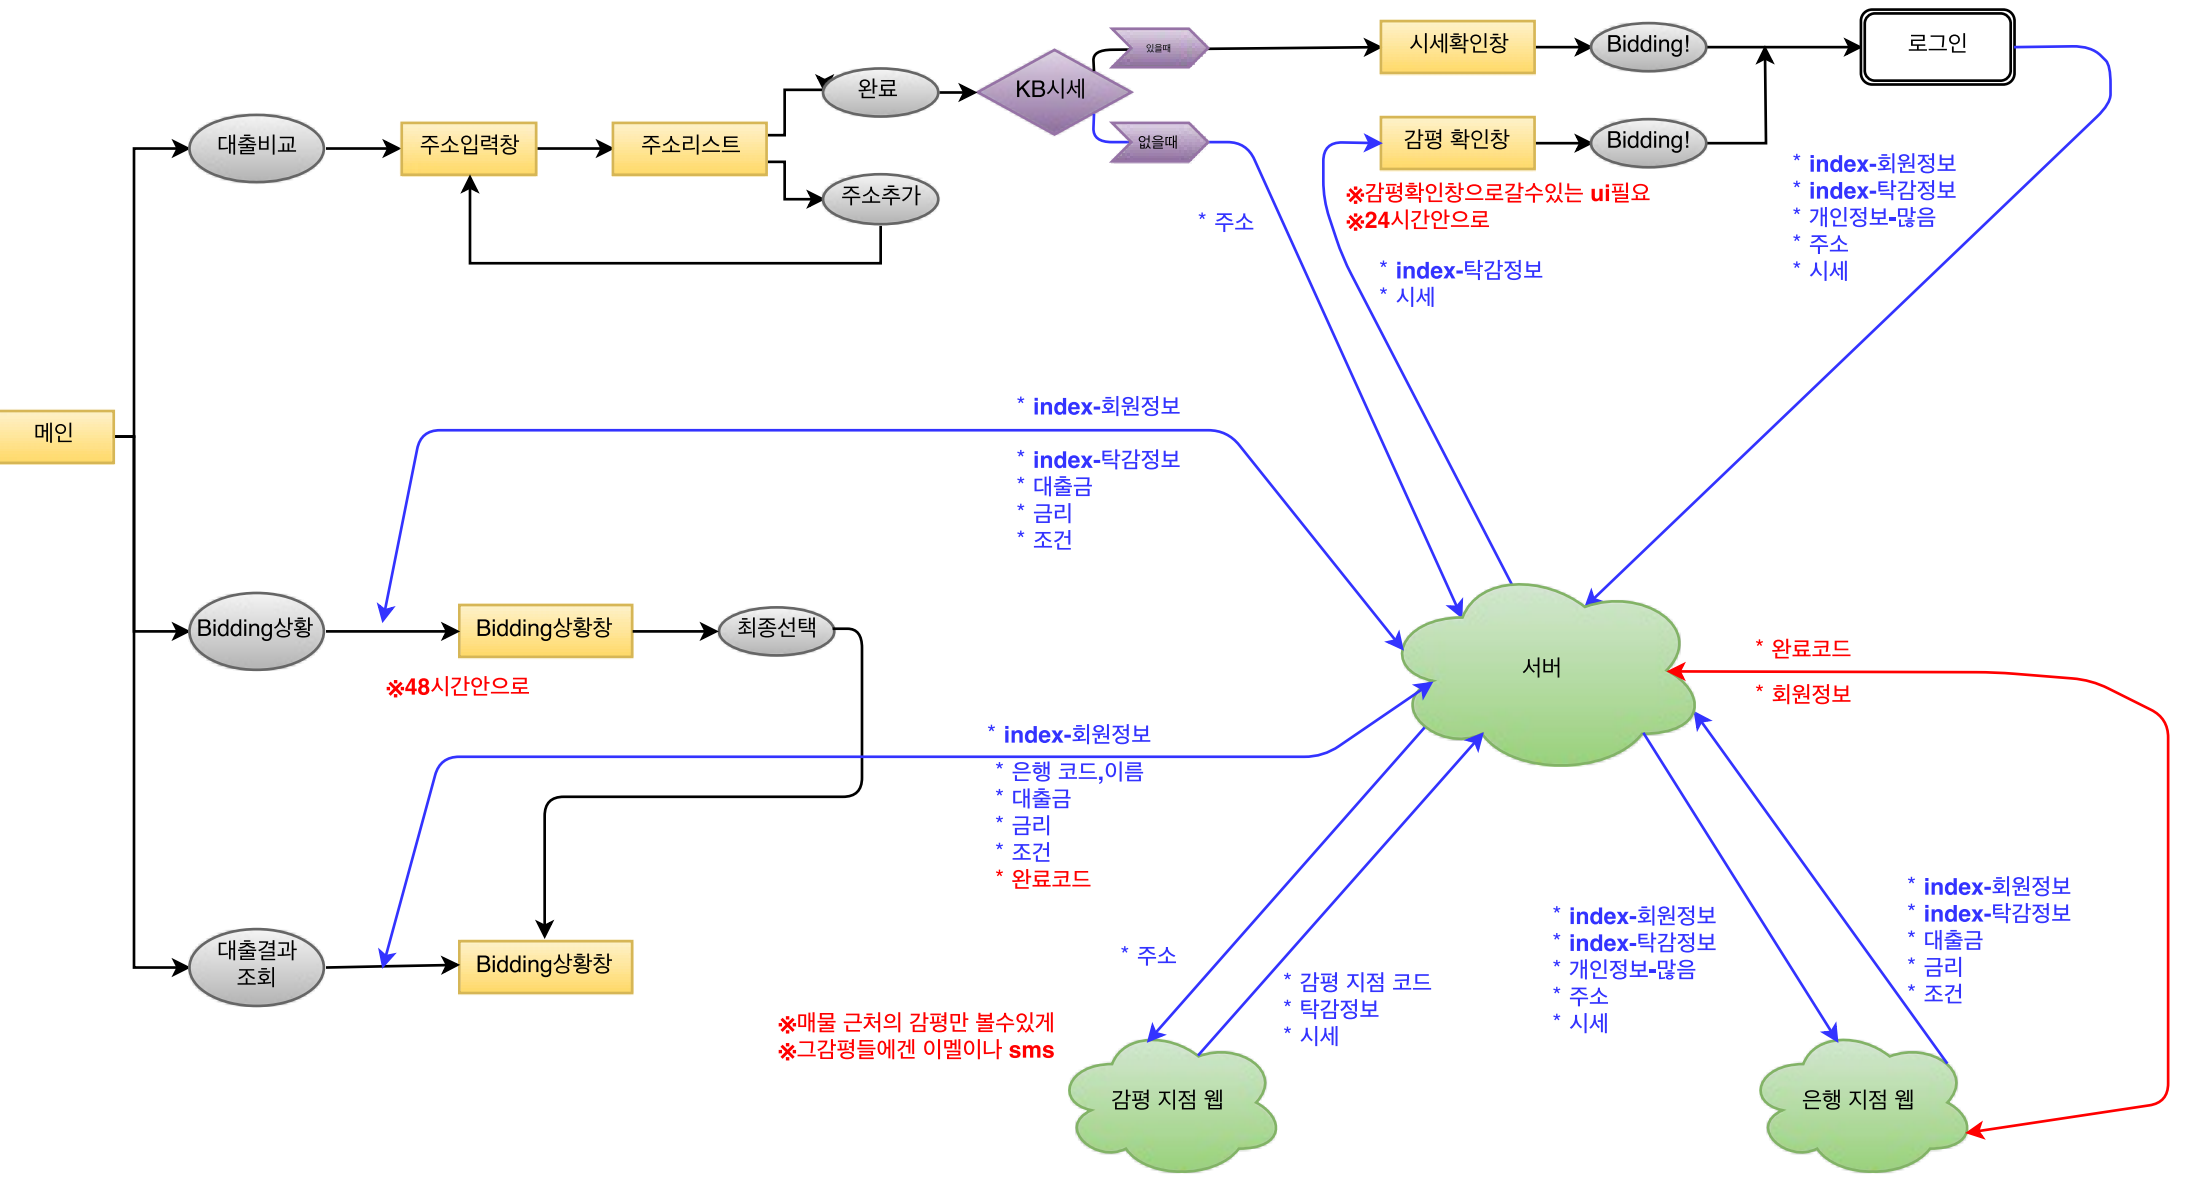 있을때
시세확인창
Bidding!
로그인
대출비교
주소입력창
주소리스트
완료
KB시세
없을때
감평 확인창
Bidding!
주소추가
* 주소
※감평확인창으로갈수있는 ui필요
※24시간안으로
* index-탁감정보
* 시세
* index-회원정보
* index-탁감정보
* 개인정보-많음
* 주소
* 시세
메인
* index-회원정보
* index-탁감정보
* 대출금
* 금리
* 조건
Bidding상황
Bidding상황창
최종선택
※48시간안으로
서버
* 완료코드
* 회원정보
* index-회원정보
* 은행 코드,이름
* 대출금
* 금리
* 조건
* 완료코드
대출결과
조회
Bidding상황창
* 주소
* 감평 지점 코드
* 탁감정보
* 시세
* index-회원정보
* index-탁감정보
* 개인정보-많음
* 주소
* 시세
* index-회원정보
* index-탁감정보
* 대출금
* 금리
* 조건
※매물 근처의 감평만 볼수있게
※그감평들에겐 이멜이나 sms
감평 지점 웹
은행 지점 웹